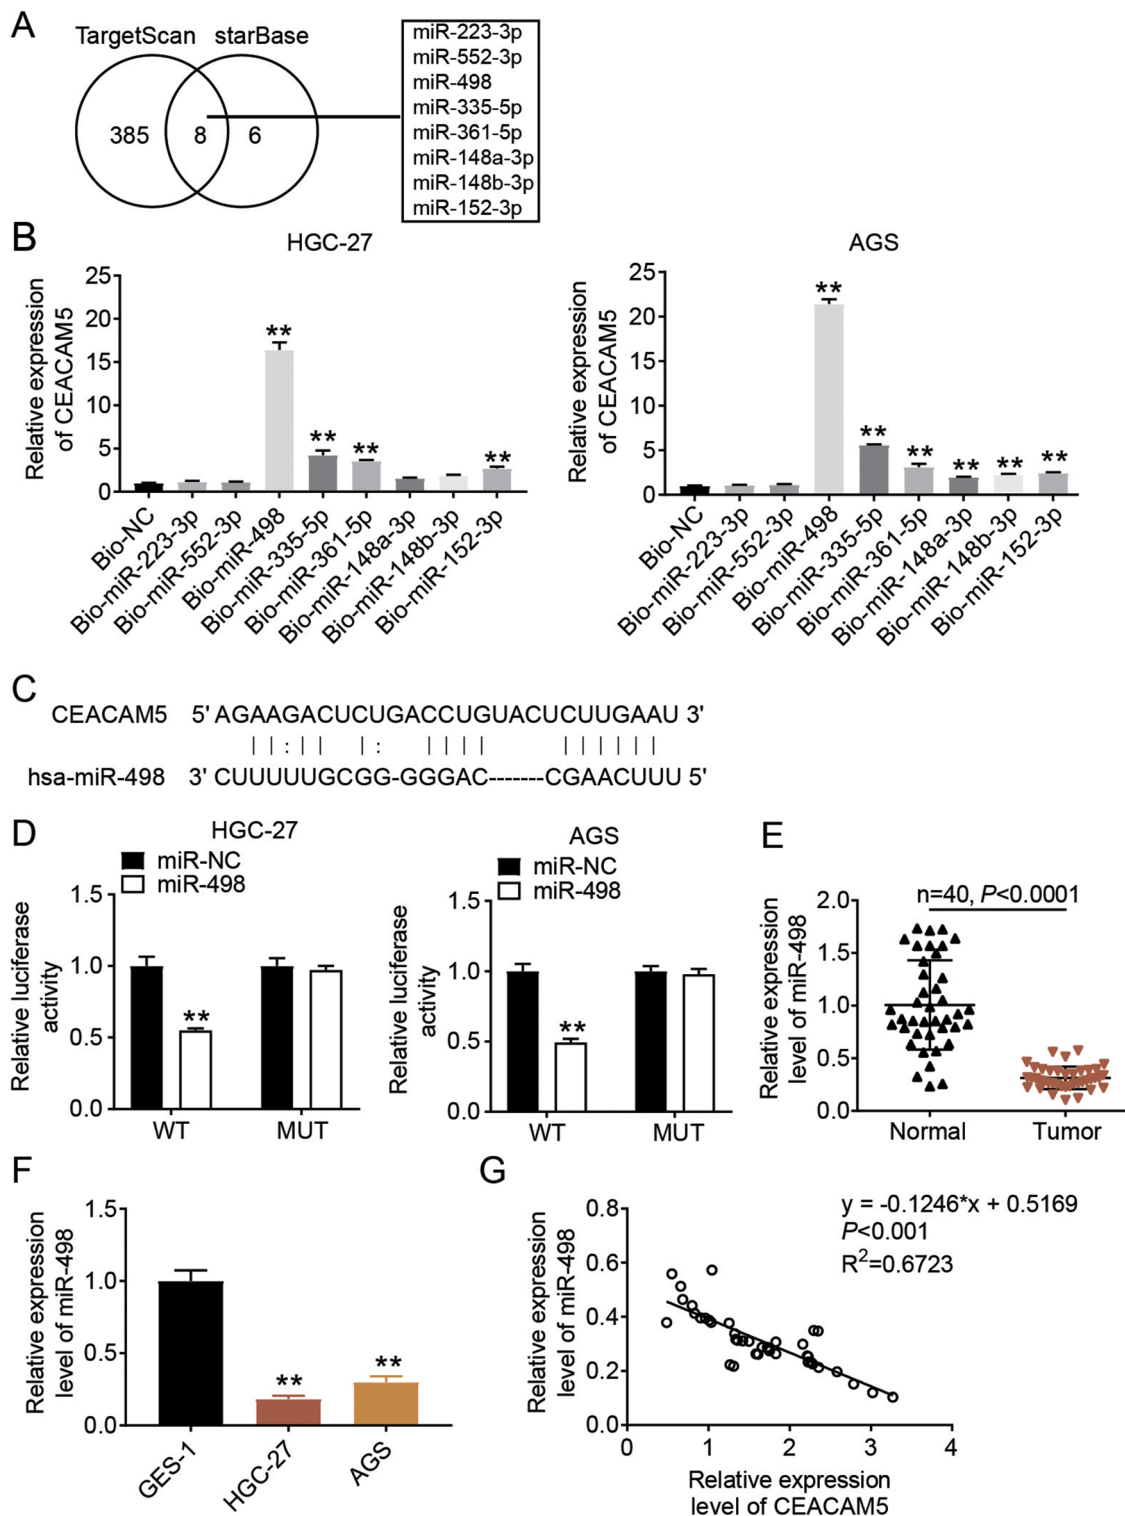 A
TargetScan starBase
385 8 6
miR-223-3p
miR-552-3p
miR-498
miR-335-5p
miR-361-5p
miR-148a-3p
miR-148b-3p
miR-152-3p
B
HGC-27
Relative expression
of CEACAM5
25
20
15
10
5
0
**
**
**
**
Bio-NC
Bio-miR-223-3p
Bio-miR-552-3p
Bio-miR-498
Bio-miR-335-5p
Bio-miR-361-5p
Bio-miR-148a-3p
Bio-miR-148b-3p
Bio-miR-152-3p
AGS
Relative expression
of CEACAM5
25
20
15
10
5
0
**
**
**
**
**
**
Bio-NC
Bio-miR-223-3p
Bio-miR-552-3p
Bio-miR-498
Bio-miR-335-5p
Bio-miR-361-5p
Bio-miR-148a-3p
Bio-miR-148b-3p
Bio-miR-152-3p
C
CEACAM5 5' AGAAGACUCUGACCUGUACUCUUGAAU 3'
| | : | | | : | | | | | | | | | |
hsa-miR-498 3' CUUUUUGCGG-GGGAC-------CGAACUUU 5'
D
HGC-27
miR-NC
miR-498
Relative luciferase
activity
1.5
1.0
0.5
0.0
**
WT MUT
AGS
miR-NC
miR-498
Relative luciferase
activity
1.5
1.0
0.5
0.0
**
WT MUT
E
n=40, P<0.0001
Relative expression
level of miR-498
2.0
1.5
1.0
0.5
0.0
Normal Tumor
F
Relative expression
level of miR-498
1.5
1.0
0.5
0.0
**
**
GES-1
HGC-27
AGS
G
y = -0.1246*x + 0.5169
P<0.001
R2=0.6723
Relative expression
level of miR-498
0.8
0.6
0.4
0.2
0.0
0 1 2 3 4
Relative expression
level of CEACAM5